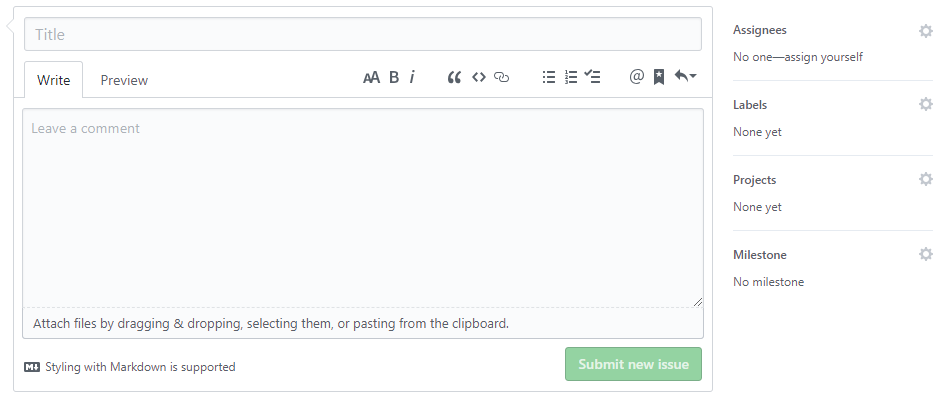 Title
Assignees
No one—assign yourself
Write
Preview
AA B i “ <> @
Leave a comment
Labels
None yet
Projects
None yet
Milestone
No milestone
Attach files by dragging & dropping, selecting them, or pasting from the clipboard.
Styling with Markdown is supported
Submit new issue